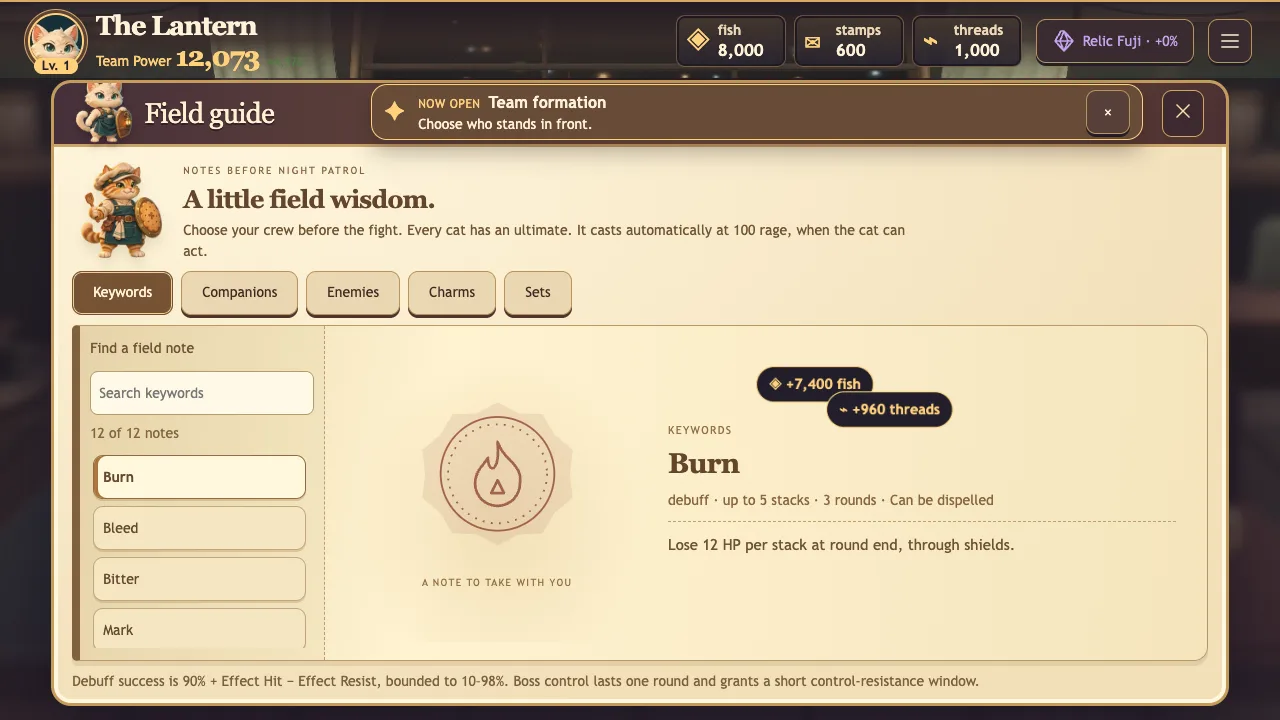 The Lantern
Lv. 1
Team Power 12,073
fish
8,000
stamps
600
threads
1,000
Relic Fuji · +0%
Field guide
NOW OPEN Team formation
Choose who stands in front.
NOTES BEFORE NIGHT PATROL
A little field wisdom.
Choose your crew before the fight. Every cat has an ultimate. It casts automatically at 100 rage, when the cat can
act.
Keywords
Companions
Enemies
Charms
Sets
Find a field note
Search keywords
12 of 12 notes
Burn
Bleed
Bitter
Mark
A NOTE TO TAKE WITH YOU
+7,400 fish
+960 threads
KEYWORDS
Burn
debuff · up to 5 stacks · 3 rounds · Can be dispelled
Lose 12 HP per stack at round end, through shields.
Debuff success is 90% + Effect Hit − Effect Resist, bounded to 10–98%. Boss control lasts one round and grants a short control-resistance window.